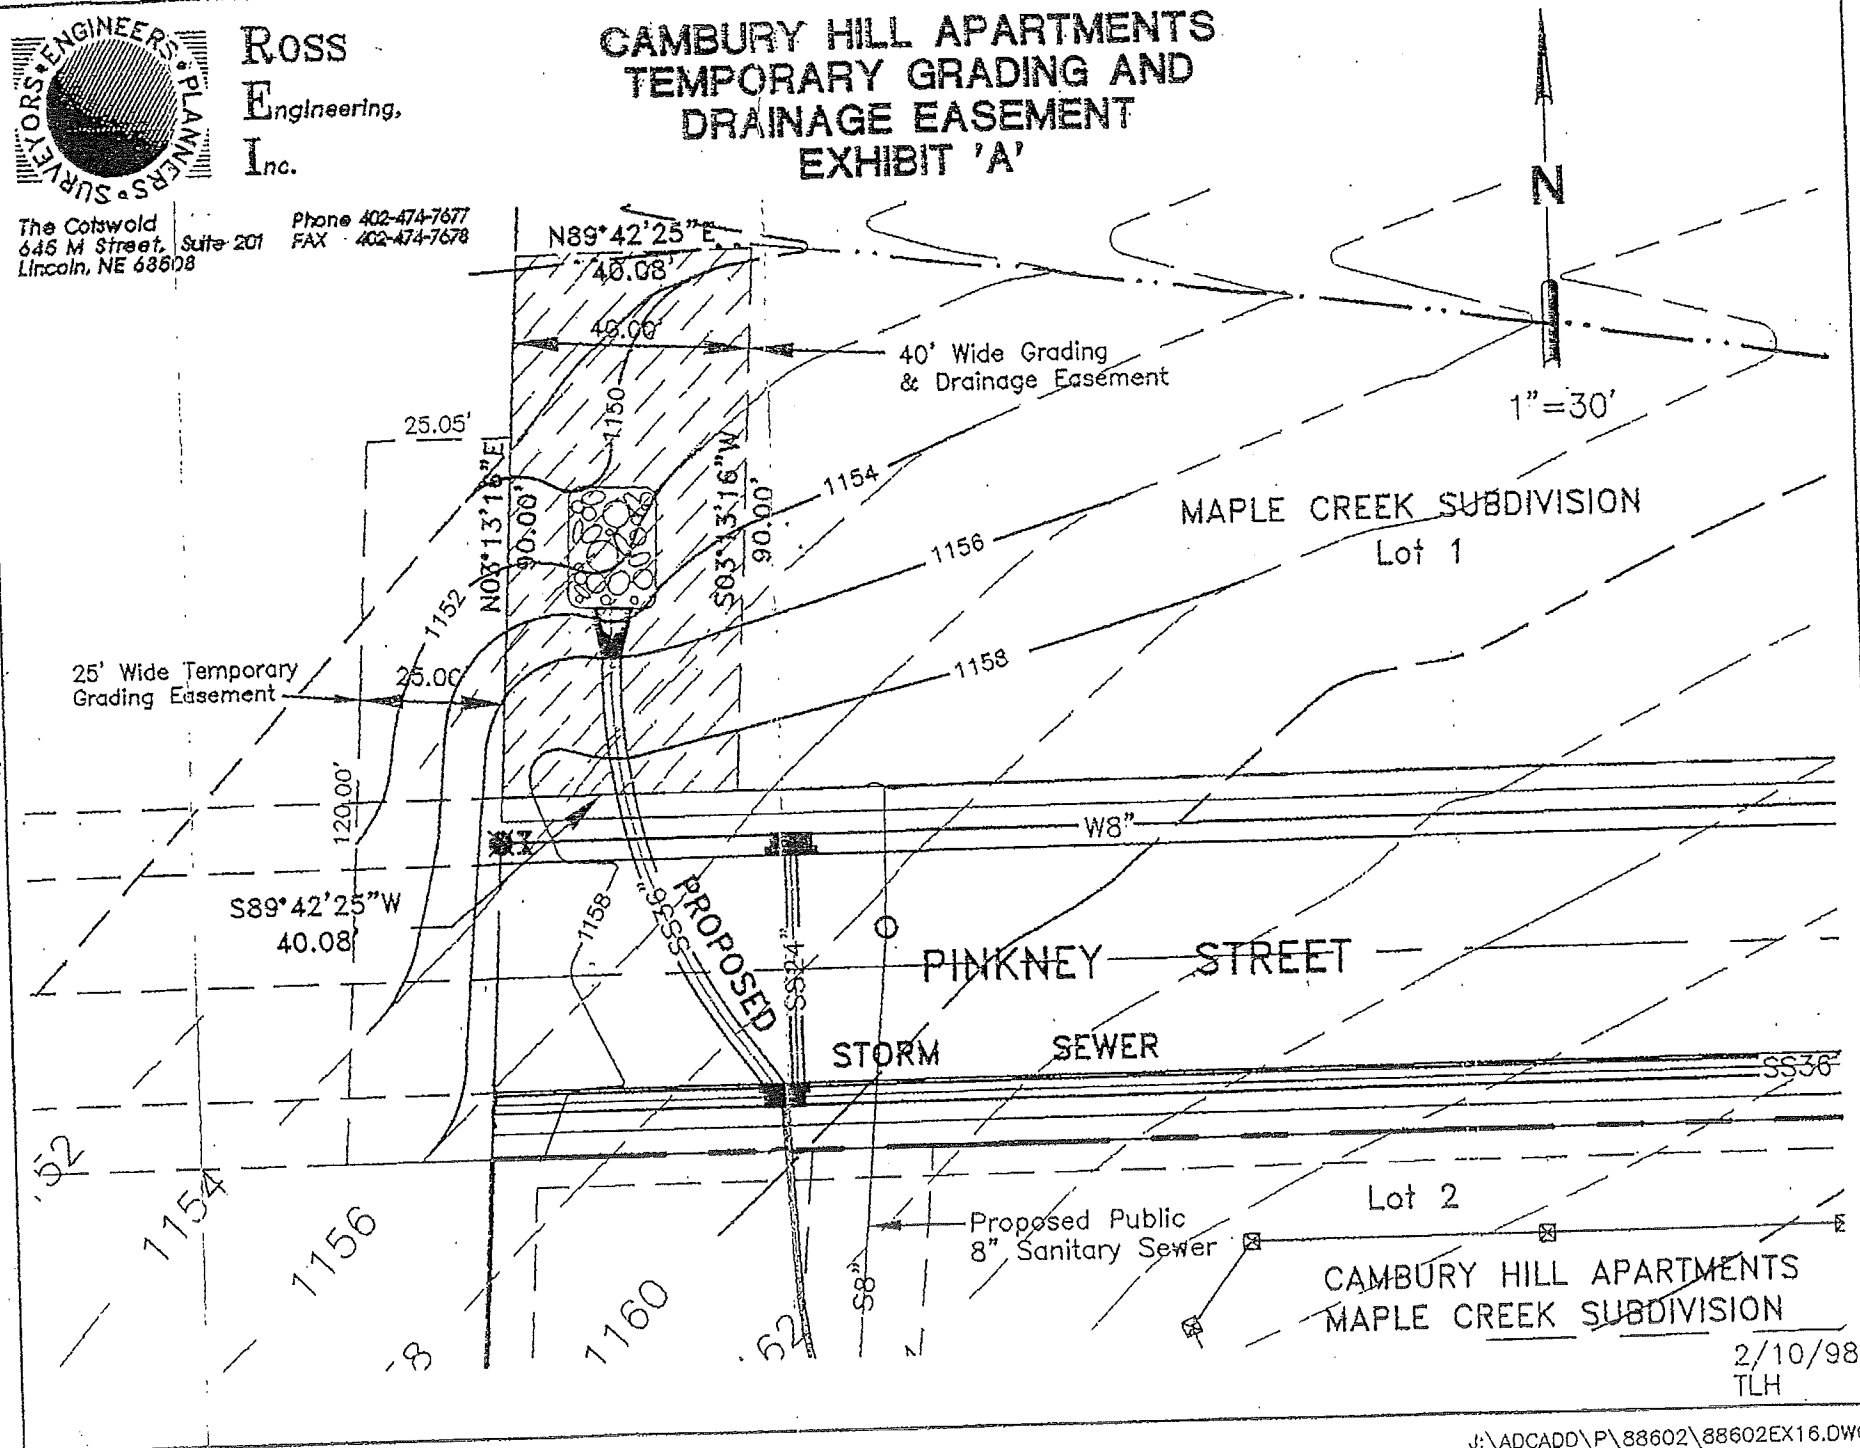 SURVEYORS • ENGINEERS • PLANNERS
ROSS
Engineering,
Inc.
The Cotswold
645 M Street, Suite 201
Lincoln, NE 68508
Phone 402-474-7677
FAX 402-474-7678
CAMBURY HILL APARTMENTS
TEMPORARY GRADING AND
DRAINAGE EASEMENT
EXHIBIT 'A'
N
1"=30'
N89°42'25"E
40.08'
40.00'
40' Wide Grading
& Drainage Easement
25.05'
1150
N03°13'16"E
90.00'
S03°13'16"W
90.00'
1154
MAPLE CREEK SUBDIVISION
Lot 1
1156
1152
1158
25' Wide Temporary
Grading Easement
25.00'
120.00'
W8"
S89°42'25"W
40.08'
1158
SS36"
PROPOSED
SS24"
PINKNEY STREET
STORM SEWER
SS36"
52
1154
1156
8
1160
62
Proposed Public
8" Sanitary Sewer
S8"
Lot 2
CAMBURY HILL APARTMENTS
MAPLE CREEK SUBDIVISION
2/10/98
TLH
J:\ADCADD\P\88602\88602EX16.DWG